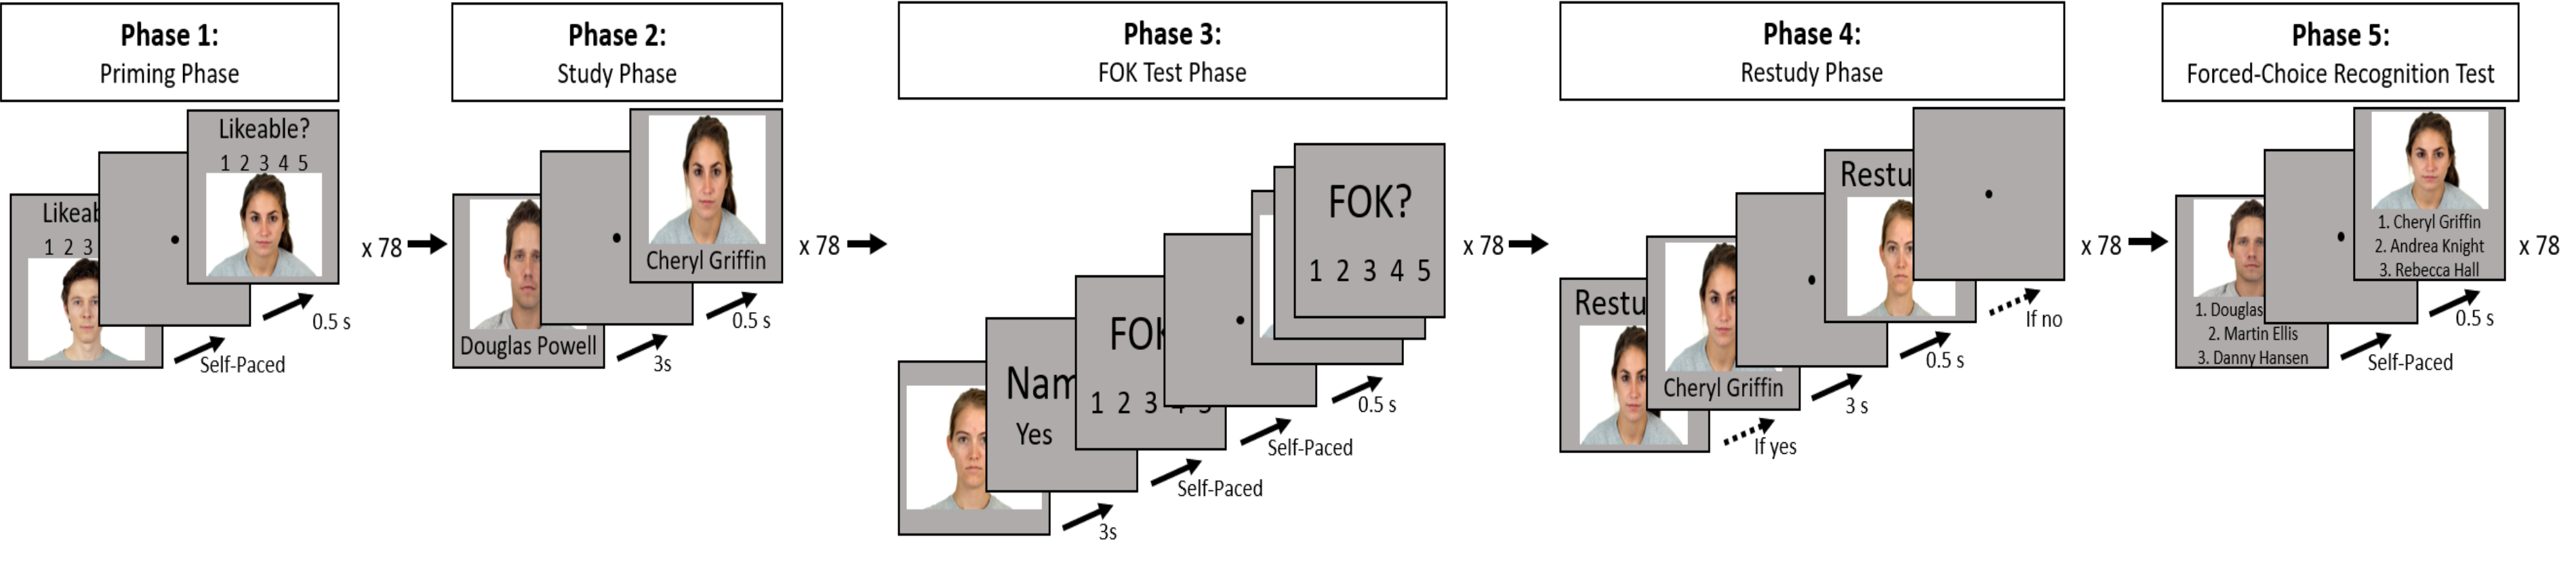 Phase 1:
Priming Phase
Likeable?
1 2 3 4 5
Likeab
1 2 3
Self-Paced
0.5 s
x 78
Phase 2:
Study Phase
Cheryl Griffin
Douglas Powell
3s
0.5 s
x 78
Phase 3:
FOK Test Phase
FOK?
1 2 3 4 5
FOK
1 2 3 4 5
Nam
Yes
3s
Self-Paced
Self-Paced
0.5 s
x 78
Phase 4:
Restudy Phase
Restu
Restu
Cheryl Griffin
If yes
3 s
0.5 s
If no
x 78
Phase 5:
Forced-Choice Recognition Test
1. Cheryl Griffin
2. Andrea Knight
3. Rebecca Hall
1. Douglas
2. Martin Ellis
3. Danny Hansen
Self-Paced
0.5 s
x 78